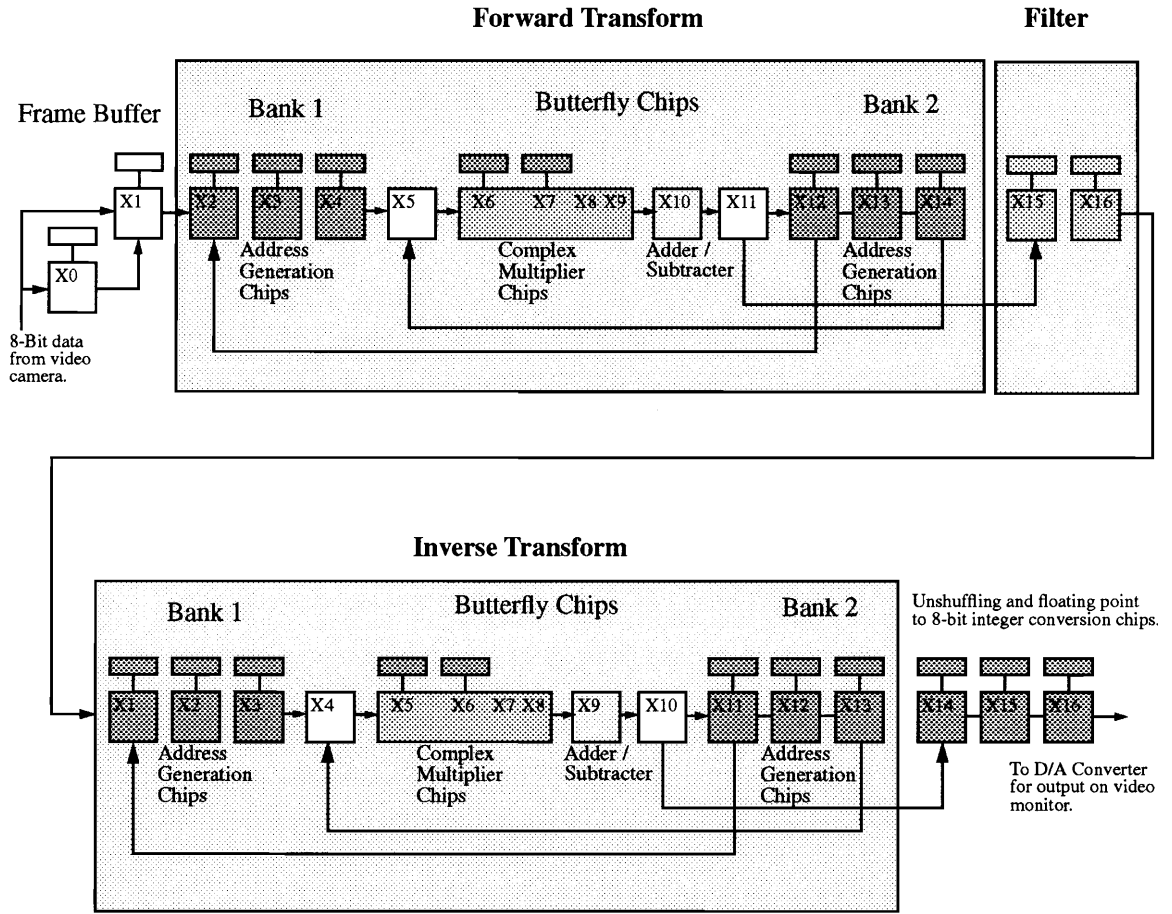 Forward Transform
Filter
Frame Buffer
Bank 1
Butterfly Chips
Bank 2
X0
X1
X2
X3
X4
X5
X6
X7
X8
X9
X10
X11
X12
X13
X14
X15
X16
Address
Generation
Chips
Complex
Multiplier
Chips
Adder /
Subtracter
Address
Generation
Chips
8-Bit data
from video
camera.
Inverse Transform
Bank 1
Butterfly Chips
Bank 2
Unshuffling and floating point
to 8-bit integer conversion chips.
X1
X2
X3
X4
X5
X6
X7
X8
X9
X10
X11
X12
X13
X14
X15
X16
Address
Generation
Chips
Complex
Multiplier
Chips
Adder /
Subtracter
Address
Generation
Chips
To D/A Converter
for output on video
monitor.